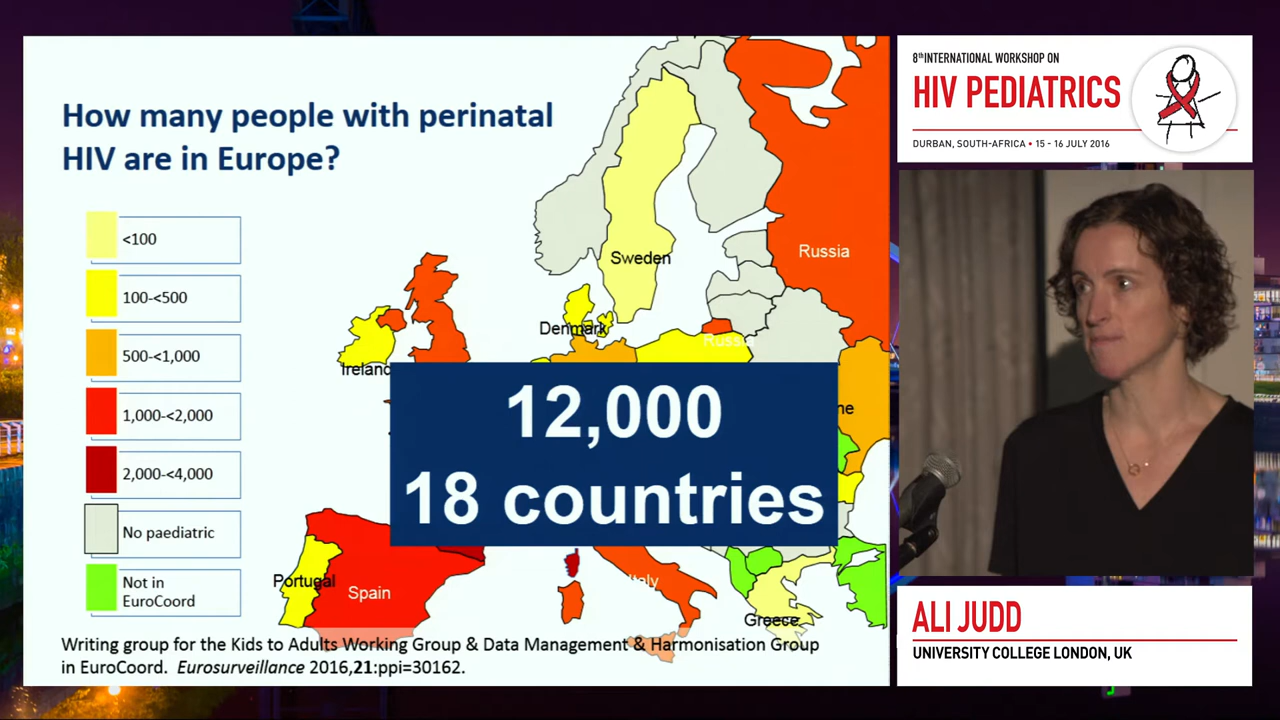 How many people with perinatal
HIV are in Europe?
<100
100-<500
500-<1,000
1,000-<2,000
2,000-<4,000
No paediatric
Not in
EuroCoord
Sweden
Russia
Denmark
Russia
Ireland
12,000
18 countries
Portugal
Spain
Italy
Greece
Writing group for the Kids to Adults Working Group & Data Management & Harmonisation Group
in EuroCoord. Eurosurveillance 2016,21:ppi=30162.
8th INTERNATIONAL WORKSHOP ON
HIV PEDIATRICS
DURBAN, SOUTH-AFRICA • 15 - 16 JULY 2016
ALI JUDD
UNIVERSITY COLLEGE LONDON, UK